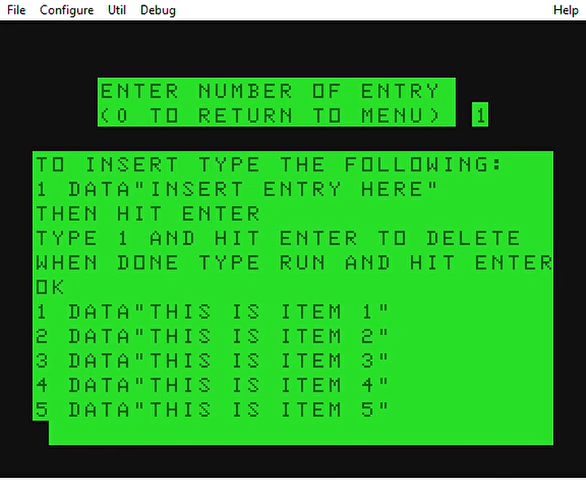 File Configure Util Debug Help
ENTER NUMBER OF ENTRY
(0 TO RETURN TO MENU) 1
TO INSERT TYPE THE FOLLOWING:
1 DATA"INSERT ENTRY HERE"
THEN HIT ENTER
TYPE 1 AND HIT ENTER TO DELETE
WHEN DONE TYPE RUN AND HIT ENTER
OK
1 DATA"THIS IS ITEM 1"
2 DATA"THIS IS ITEM 2"
3 DATA"THIS IS ITEM 3"
4 DATA"THIS IS ITEM 4"
5 DATA"THIS IS ITEM 5"